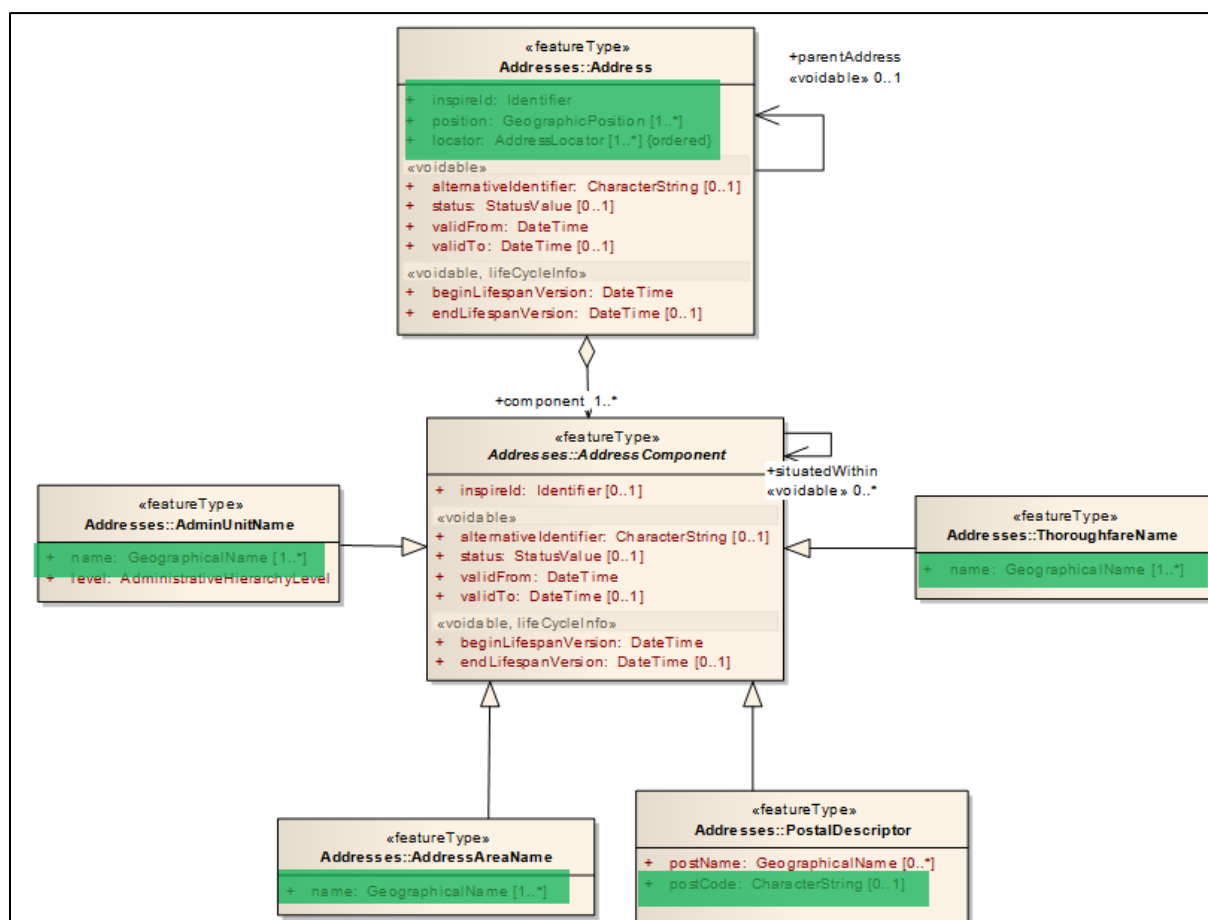 «featureType»
Addresses::Address
+ inspireId: Identifier
+ position: GeographicPosition [1..*]
+ locator: AddressLocator [1..*] {ordered}
«voidable»
+ alternativeIdentifier: CharacterString [0..1]
+ status: StatusValue [0..1]
+ validFrom: DateTime
+ validTo: DateTime [0..1]
«voidable, lifeCycleInfo»
+ beginLifespanVersion: DateTime
+ endLifespanVersion: DateTime [0..1]
+parentAddress
«voidable» 0..1
+component 1..*
«featureType»
Addresses::AddressComponent
+ inspireId: Identifier [0..1]
«voidable»
+ alternativeIdentifier: CharacterString [0..1]
+ status: StatusValue [0..1]
+ validFrom: DateTime
+ validTo: DateTime [0..1]
«voidable, lifeCycleInfo»
+ beginLifespanVersion: DateTime
+ endLifespanVersion: DateTime [0..1]
+situatedWithin
«voidable» 0..*
«featureType»
Addresses::AdminUnitName
+ name: GeographicalName [1..*]
+ level: AdministrativeHierarchyLevel
«featureType»
Addresses::ThoroughfareName
+ name: GeographicalName [1..*]
«featureType»
Addresses::AddressAreaName
+ name: GeographicalName [1..*]
«featureType»
Addresses::PostalDescriptor
+ postName: GeographicalName [0..*]
+ postCode: CharacterString [0..1]